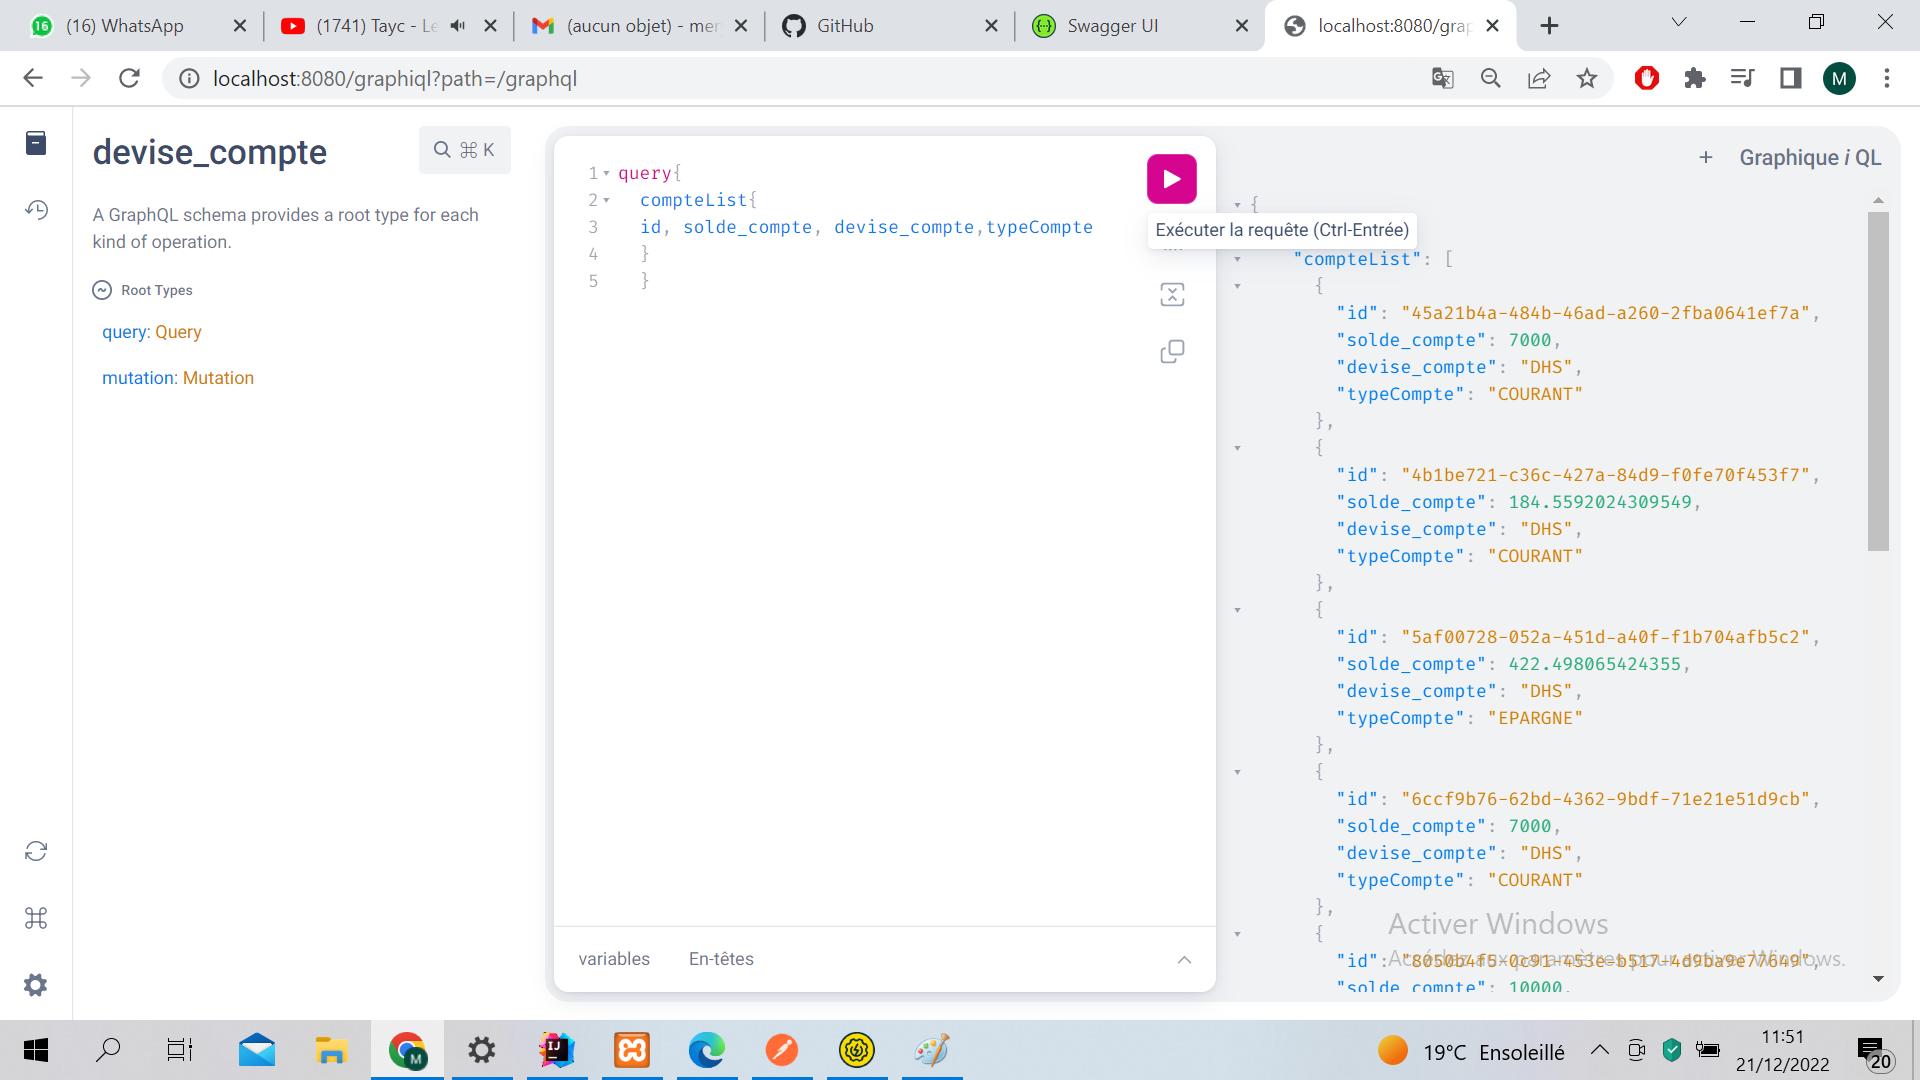 (16) WhatsApp
(1741) Tayc - Le
(aucun objet) - mer
GitHub
Swagger UI
localhost:8080/grap
localhost:8080/graphiql?path=/graphql
M
devise_compte
⌘ K
A GraphQL schema provides a root type for each
kind of operation.
Root Types
query: Query
mutation: Mutation
1 query{
2 compteList{
3 id, solde_compte, devise_compte,typeCompte
4 }
5 }
variables
En-têtes
Exécuter la requête (Ctrl-Entrée)
+ Graphique i QL
{
"compteList": [
{
"id": "45a21b4a-484b-46ad-a260-2fba0641ef7a",
"solde_compte": 7000,
"devise_compte": "DHS",
"typeCompte": "COURANT"
},
{
"id": "4b1be721-c36c-427a-84d9-f0fe70f453f7",
"solde_compte": 184.5592024309549,
"devise_compte": "DHS",
"typeCompte": "COURANT"
},
{
"id": "5af00728-052a-451d-a40f-f1b704afb5c2",
"solde_compte": 422.498065424355,
"devise_compte": "DHS",
"typeCompte": "EPARGNE"
},
{
"id": "6ccf9b76-62bd-4362-9bdf-71e21e51d9cb",
"solde_compte": 7000,
"devise_compte": "DHS",
"typeCompte": "COURANT"
},
{
"id": "8050b4f5-0c91-453e-b517-4d9ba9e77649",
"solde_compte": 10000,
Activer Windows
Accédez aux paramètres pour activer Windows.
19°C Ensoleillé
11:51
21/12/2022
20